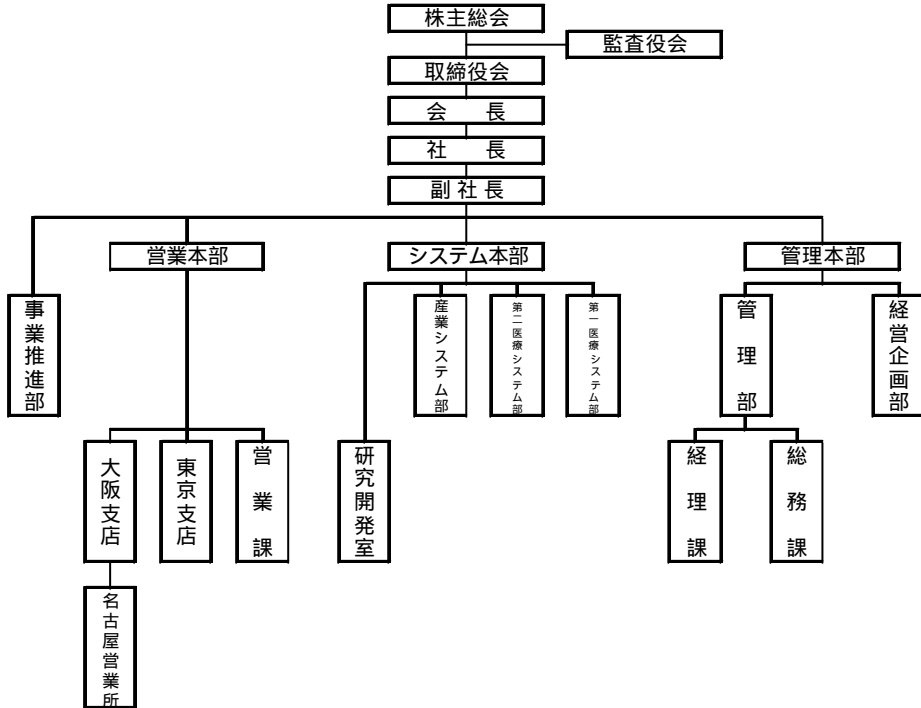 株主総会
監査役会
取締役会
会 長
社 長
副社長
営業本部
システム本部
管理本部
事業推進部
産業システム部
第二医療システム部
第一医療システム部
管理部
経営企画部
大阪支店
東京支店
営業課
研究開発室
経理課
総務課
名古屋営業所